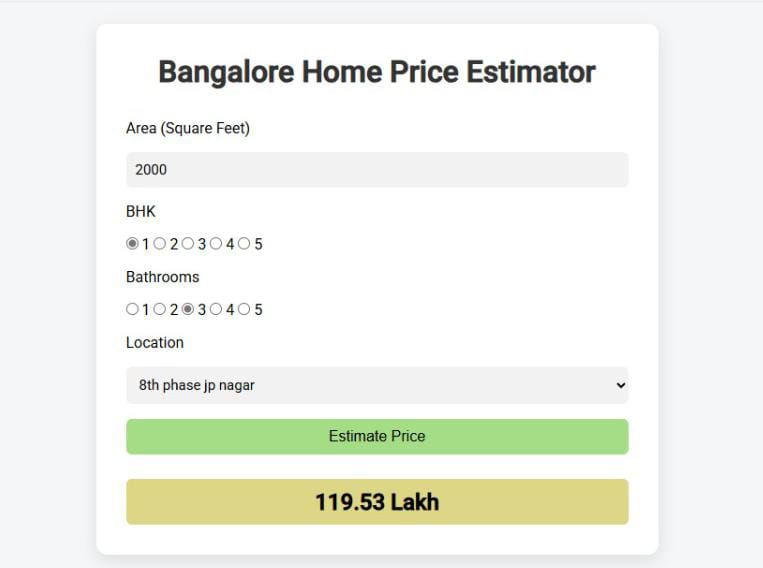 Bangalore Home Price Estimator
Area (Square Feet)
2000
BHK
1 2 3 4 5
Bathrooms
1 2 3 4 5
Location
8th phase jp nagar
Estimate Price
119.53 Lakh